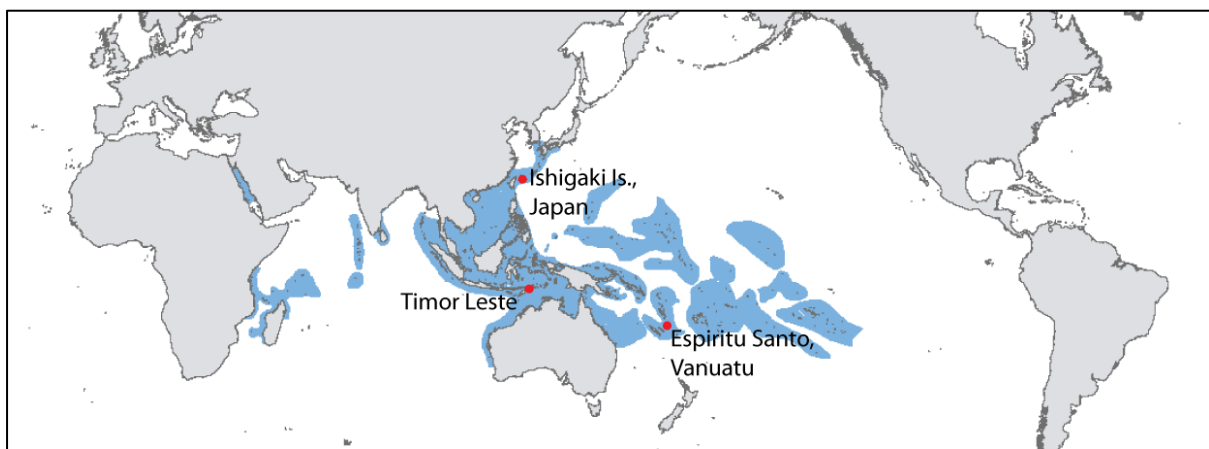 Ishigaki Is.,
Japan
Timor Leste
Espiritu Santo,
Vanuatu